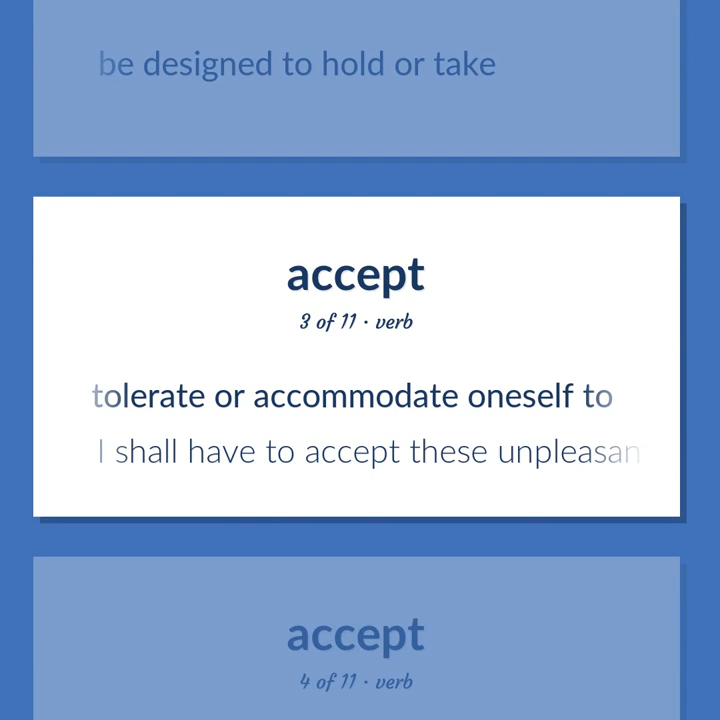 be designed to hold or take
accept
3 of 11 · verb
tolerate or accommodate oneself to
I shall have to accept these unpleasan
accept
4 of 11 · verb